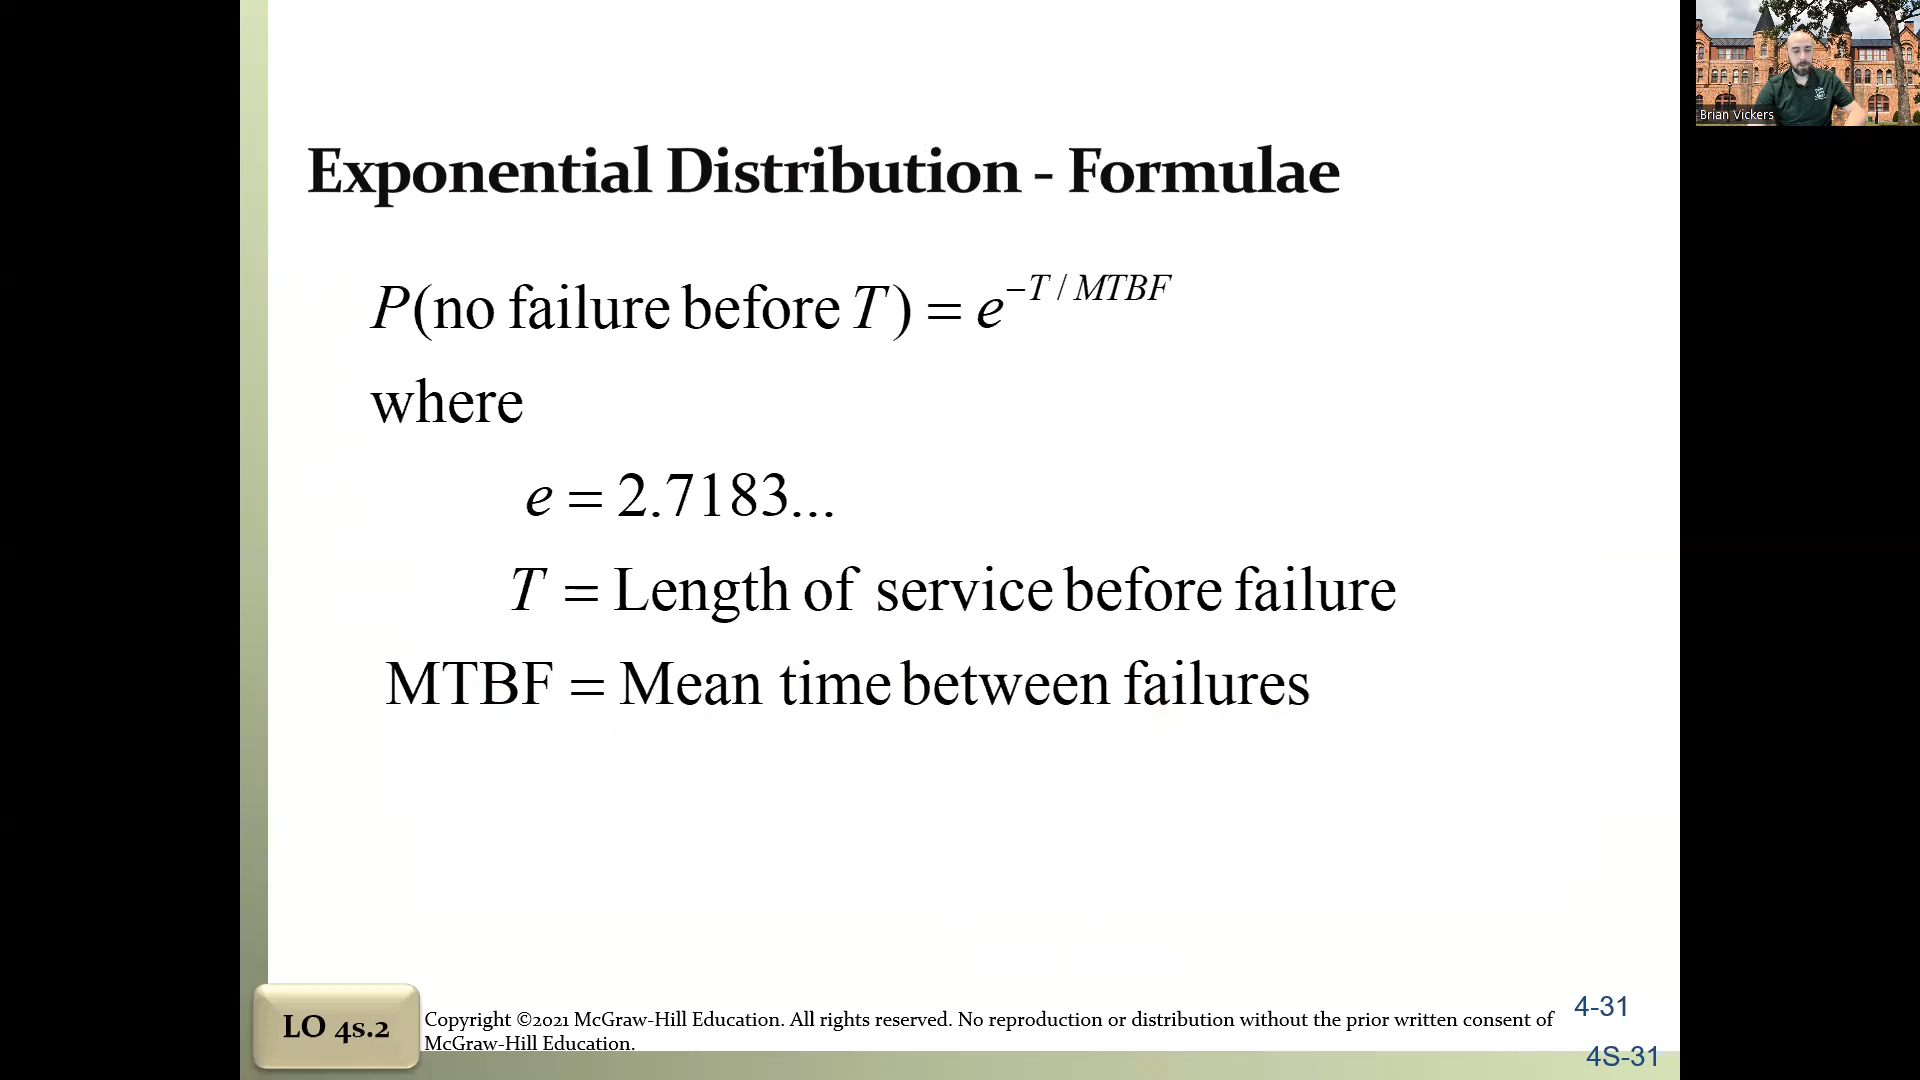 Brian Vickers
Exponential Distribution - Formulae
P(no failure before T) = e^{-T / MTBF}
where
e = 2.7183...
T = Length of service before failure
MTBF = Mean time between failures
LO 4s.2
Copyright ©2021 McGraw-Hill Education. All rights reserved. No reproduction or distribution without the prior written consent of
McGraw-Hill Education.
4-31
4S-31